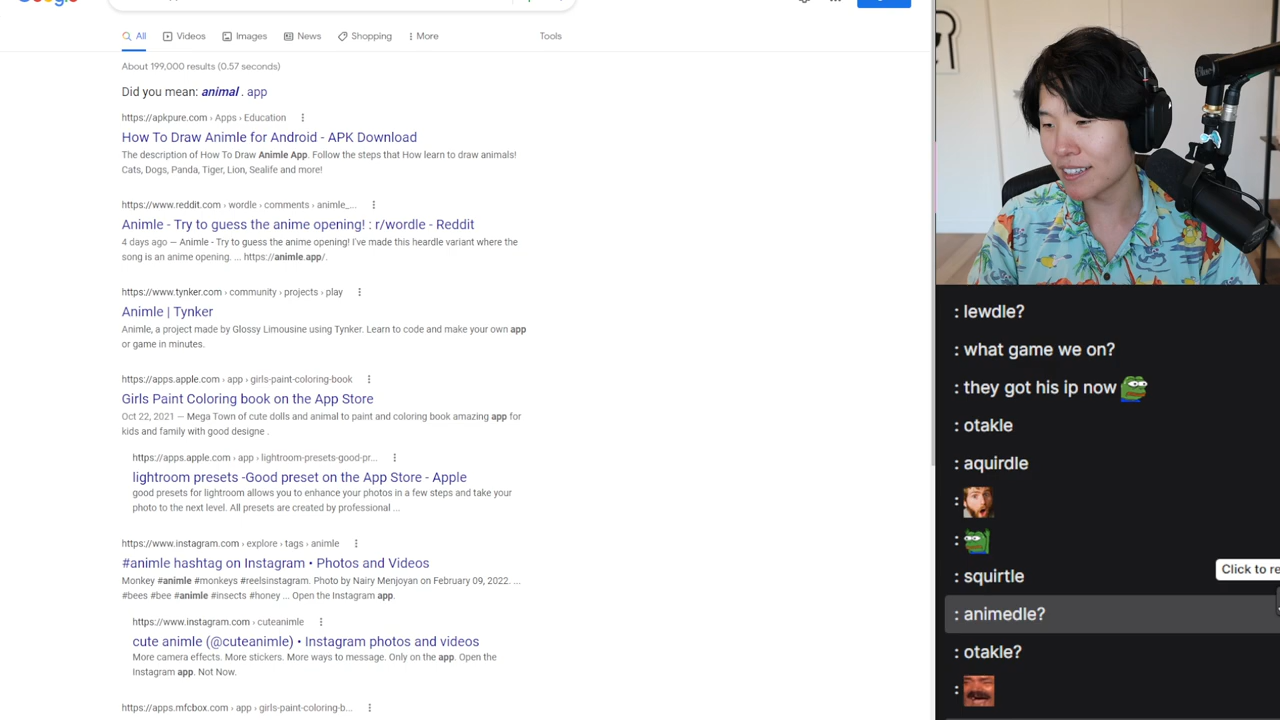 All
Videos
Images
News
Shopping
More
Tools
About 199,000 results (0.57 seconds)
Did you mean: animal . app
https://apkpure.com › Apps › Education
How To Draw Animle for Android - APK Download
The description of How To Draw Animle App. Follow the steps that How learn to draw animals!
Cats, Dogs, Panda, Tiger, Lion, Sealife and more!
https://www.reddit.com › wordle › comments › animle_...
Animle - Try to guess the anime opening! : r/wordle - Reddit
4 days ago — Animle - Try to guess the anime opening! I've made this heardle variant where the
song is an anime opening. ... https://animle.app/.
https://www.tynker.com › community › projects › play
Animle | Tynker
Animle, a project made by Glossy Limousine using Tynker. Learn to code and make your own app
or game in minutes.
https://apps.apple.com › app › girls-paint-coloring-book
Girls Paint Coloring book on the App Store
Oct 22, 2021 — Mega Town of cute dolls and animal to paint and coloring book amazing app for
kids and family with good designe .
https://apps.apple.com › app › lightroom-presets-good-pr...
lightroom presets -Good preset on the App Store - Apple
good presets for lightroom allows you to enhance your photos in a few steps and take your
photo to the next level. All presets are created by professional ...
https://www.instagram.com › explore › tags › animle
#animle hashtag on Instagram • Photos and Videos
Monkey #animle #monkeys #reelsinstagram. Photo by Nairy Menjoyan on February 09, 2022. ...
#bees #bee #animle #insects #honey ... Open the Instagram app.
https://www.instagram.com › cuteanimle
cute animle (@cuteanimle) • Instagram photos and videos
More camera effects. More stickers. More ways to message. Only on the app. Open the
Instagram app. Not Now.
https://apps.mfcbox.com › app › girls-paint-coloring-b...
: lewdle?
: what game we on?
: they got his ip now
: otakle
: aquirdle
:
:
: squirtle
Click to re
: animedle?
: otakle?
: